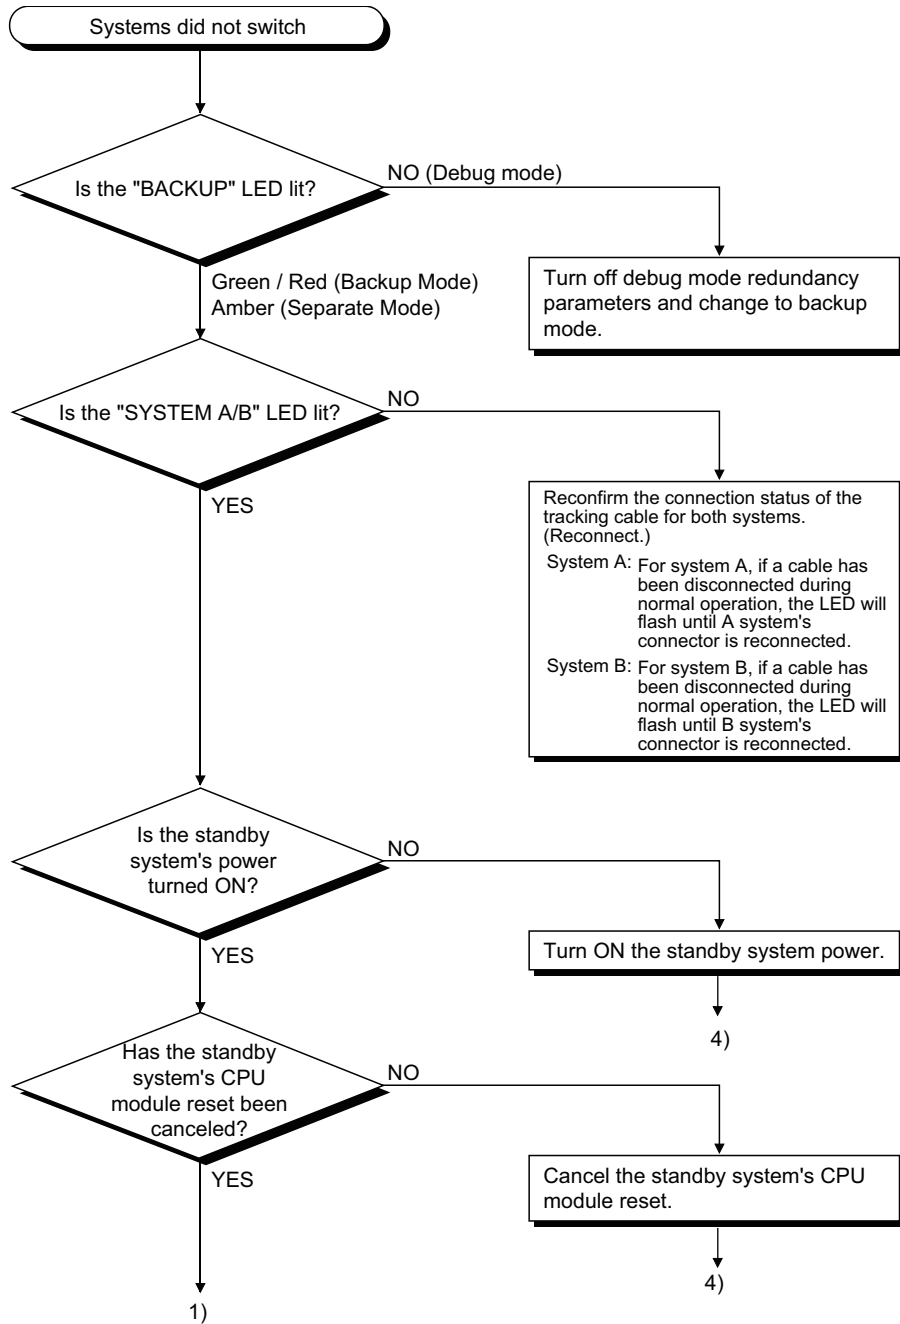 Systems did not switch
Is the "BACKUP" LED lit?
NO (Debug mode)
Turn off debug mode redundancy
parameters and change to backup
mode.
Green / Red (Backup Mode)
Amber (Separate Mode)
Is the "SYSTEM A/B" LED lit?
NO
Reconfirm the connection status of the
tracking cable for both systems.
(Reconnect.)
System A: For system A, if a cable has
been disconnected during
normal operation, the LED will
flash until A system's
connector is reconnected.
System B: For system B, if a cable has
been disconnected during
normal operation, the LED will
flash until B system's
connector is reconnected.
YES
Is the standby
system's power
turned ON?
NO
Turn ON the standby system power.
4)
YES
Has the standby
system's CPU
module reset been
canceled?
NO
Cancel the standby system's CPU
module reset.
4)
YES
1)